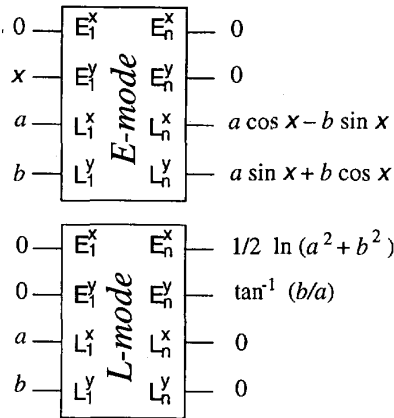 0 E₁ˣ Eₙˣ 0
x E₁ʸ Eₙʸ 0
a L₁ˣ Lₙˣ a cos x – b sin x
b L₁ʸ Lₙʸ a sin x + b cos x
E-mode
0 E₁ˣ Eₙˣ 1/2 ln (a² + b²)
0 E₁ʸ Eₙʸ tan⁻¹ (b/a)
a L₁ˣ Lₙˣ 0
b L₁ʸ Lₙʸ 0
L-mode